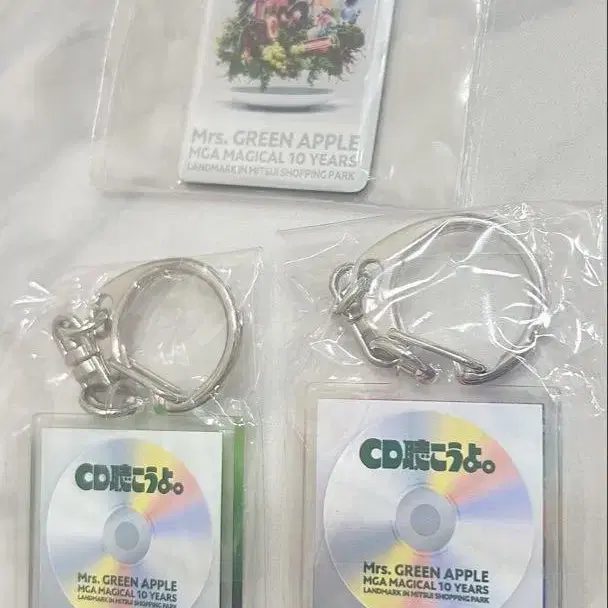 Mrs. GREEN APPLE
MGA MAGICAL 10 YEARS
LANDMARK IN MITSUI SHOPPING PARK
CD聴こうよ。
Mrs. GREEN APPLE
MGA MAGICAL 10 YEARS
LANDMARK IN MITSUI SHOPPING PARK
CD聴こうよ。
Mrs. GREEN APPLE
MGA MAGICAL 10 YEARS
LANDMARK IN MITSUI SHOPPING PARK